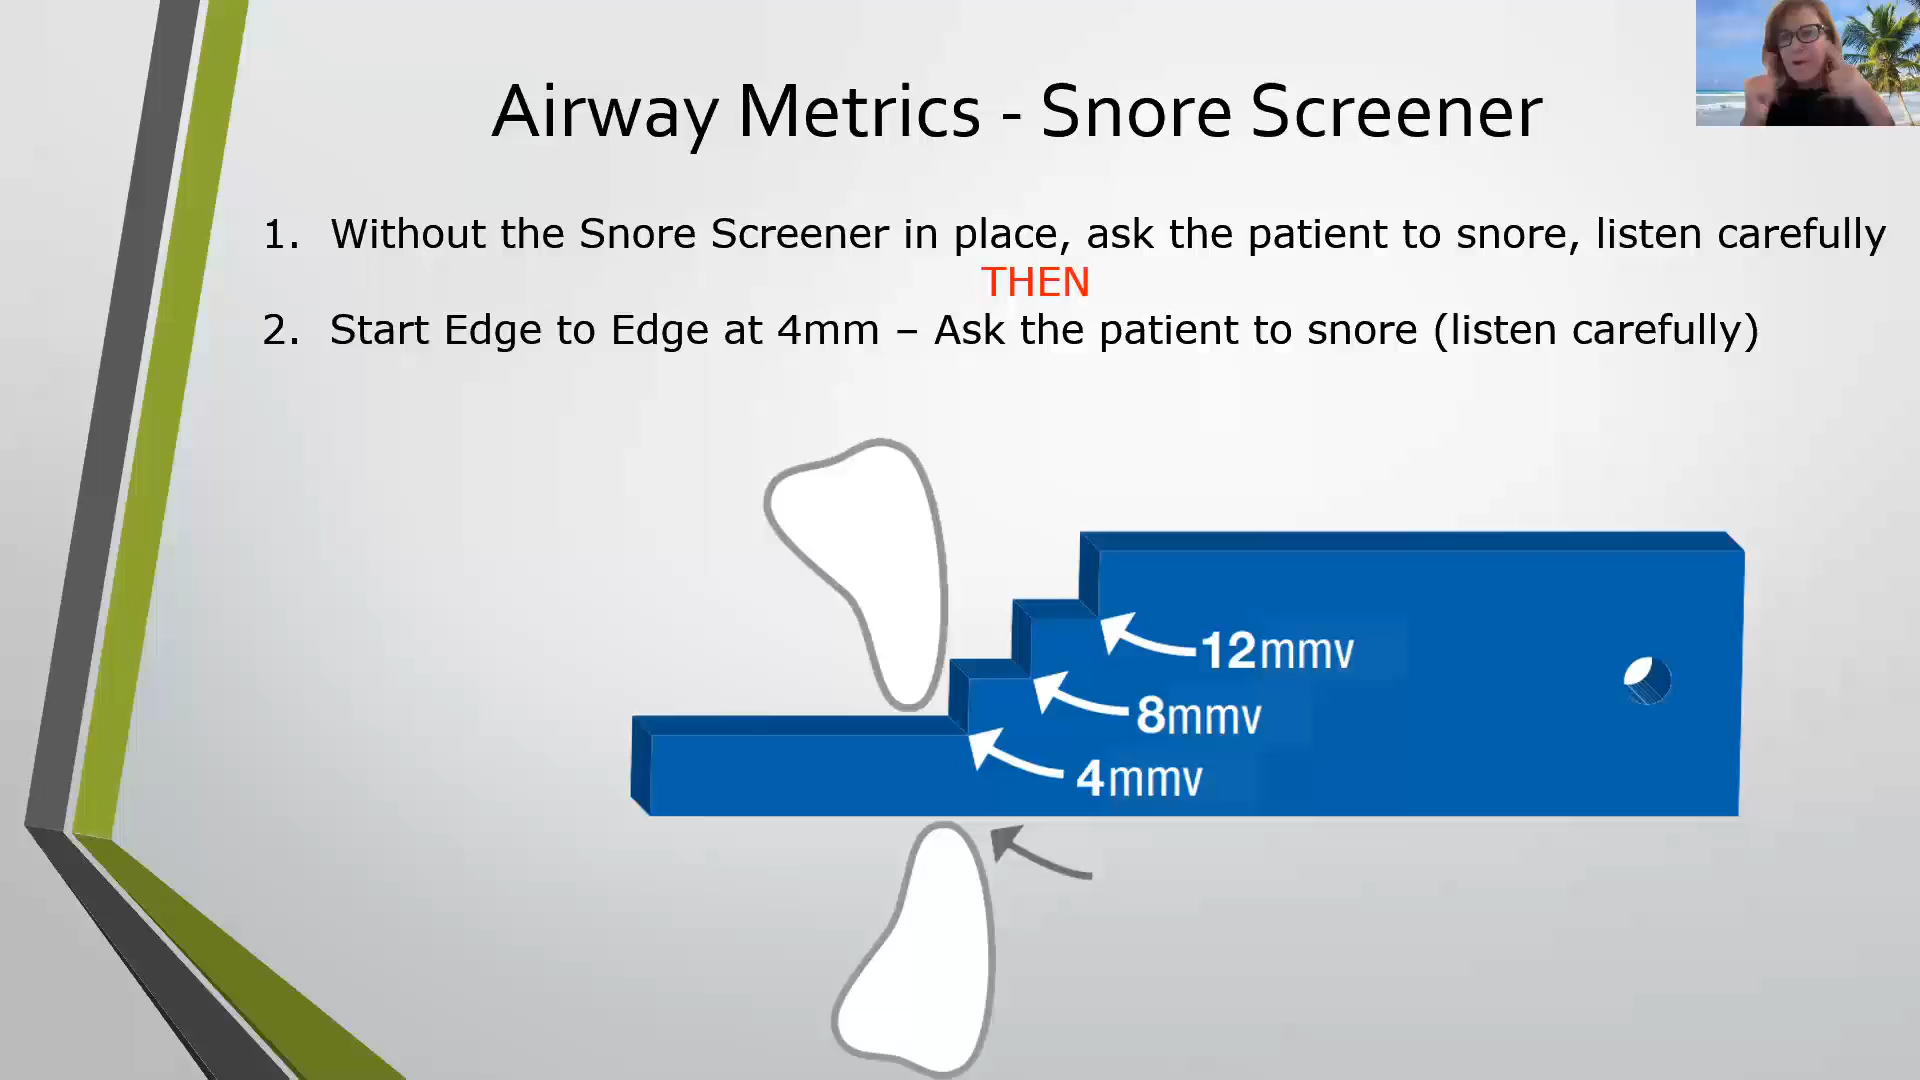 Airway Metrics - Snore Screener
1. Without the Snore Screener in place, ask the patient to snore, listen carefully
THEN
2. Start Edge to Edge at 4mm – Ask the patient to snore (listen carefully)
12mmv
8mmv
4mmv